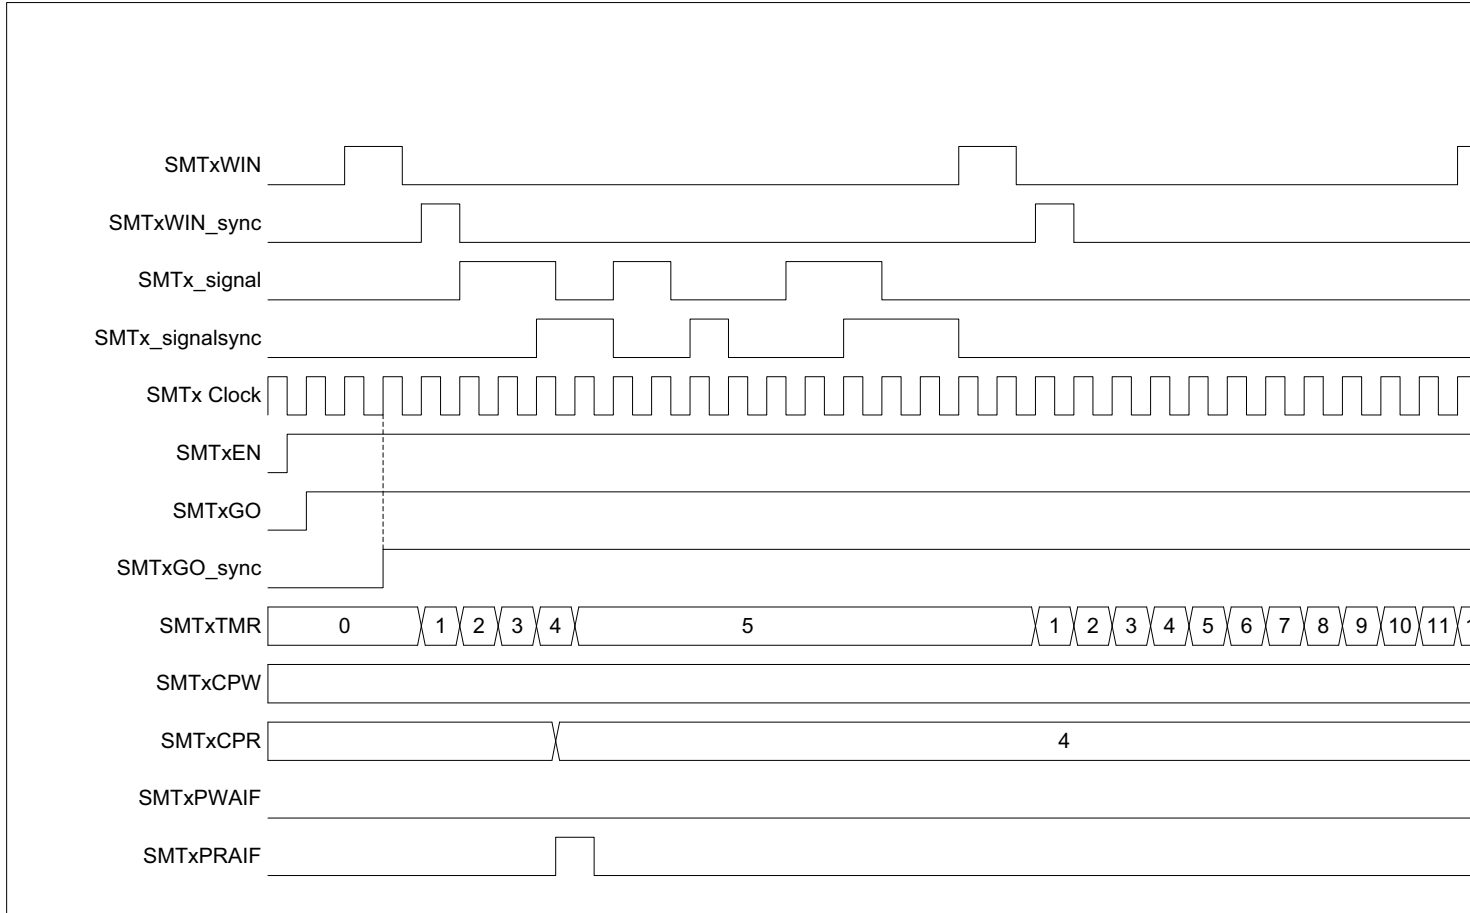 SMTxWIN
SMTxWIN_sync
SMTx_signal
SMTx_signalsync
SMTx Clock
SMTxEN
SMTxGO
SMTxGO_sync
SMTxTMR 0 1 2 3 4 5 1 2 3 4 5 6 7 8 9 10 11
SMTxCPW
SMTxCPR 4
SMTxPWAIF
SMTxPRAIF